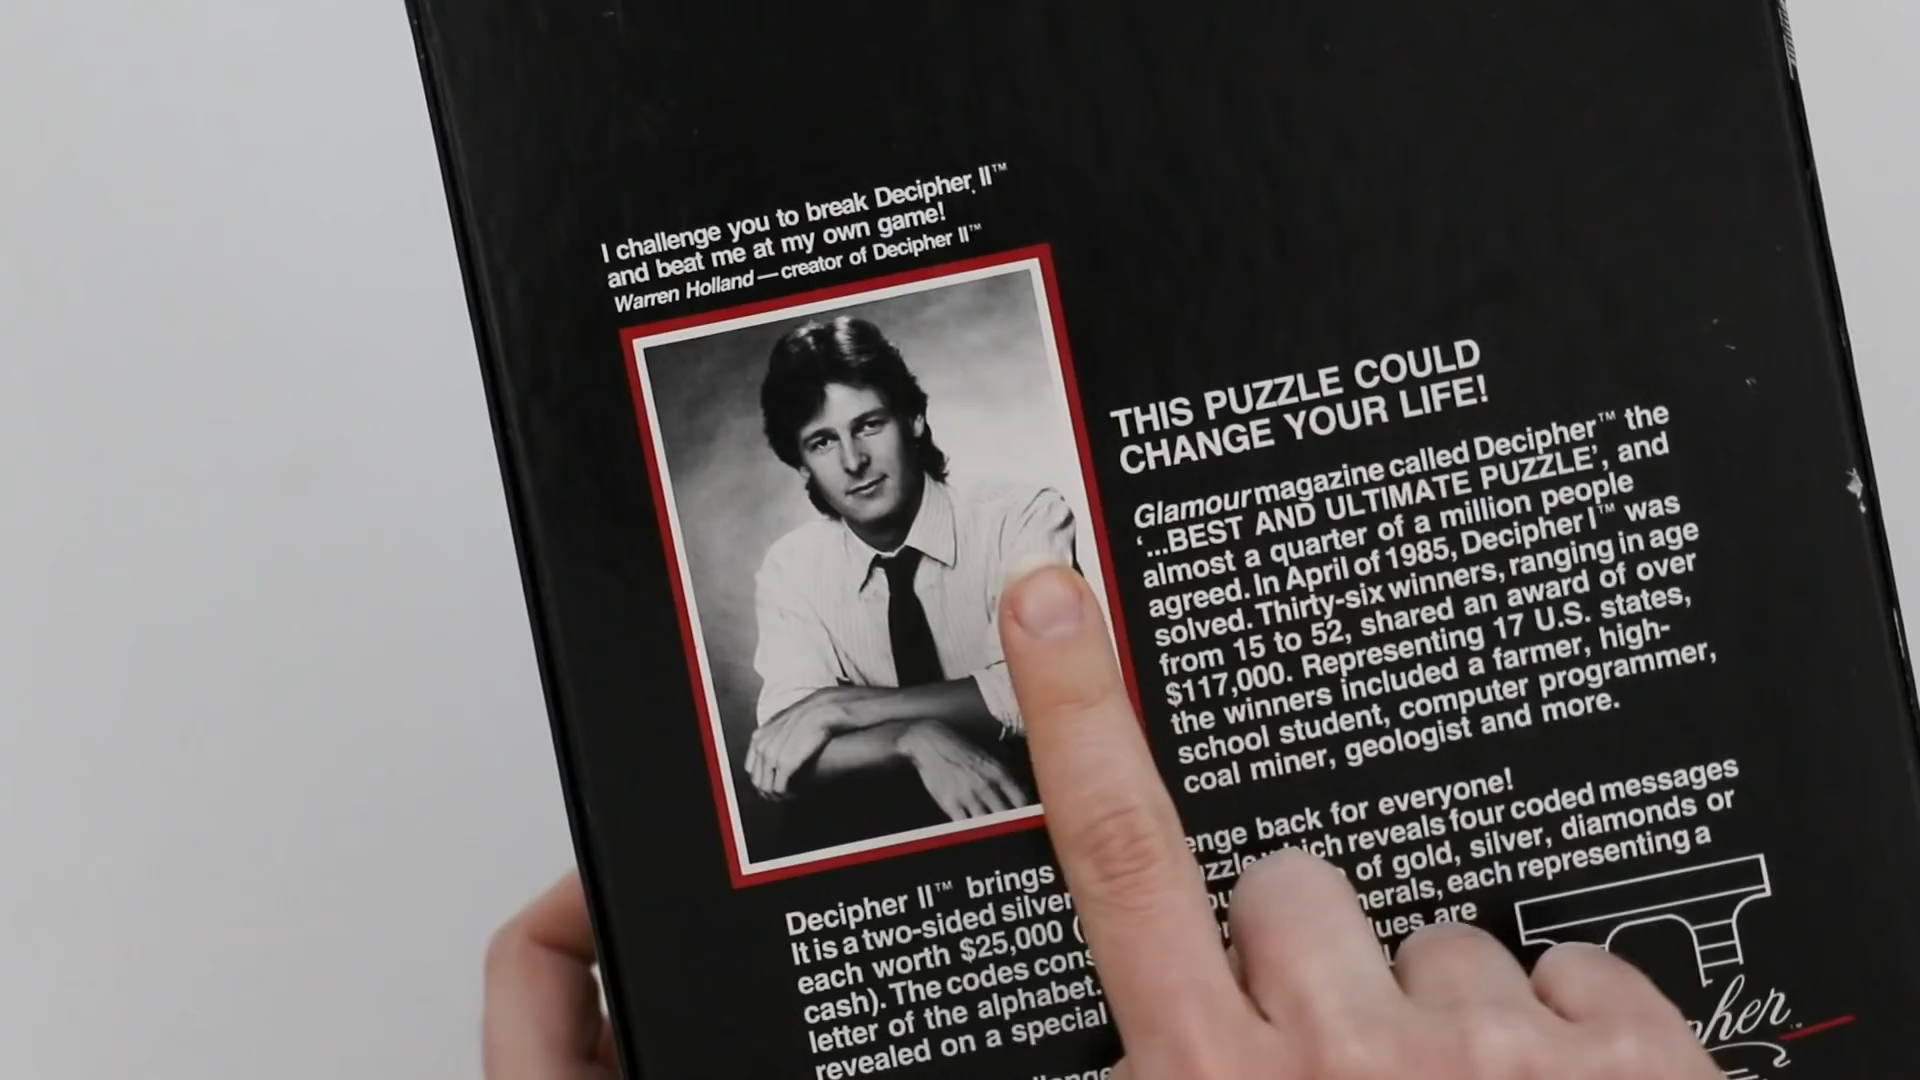 I challenge you to break Decipher II™
and beat me at my own game!
Warren Holland — creator of Decipher II™
THIS PUZZLE COULD
CHANGE YOUR LIFE!
Glamour magazine called Decipher™ the
‘...BEST AND ULTIMATE PUZZLE’, and
almost a quarter of a million people
agreed. In April of 1985, Decipher I™ was
solved. Thirty-six winners, ranging in age
from 15 to 52, shared an award of over
$117,000. Representing 17 U.S. states,
the winners included a farmer, high-
school student, computer programmer,
coal miner, geologist and more.
Decipher II™ brings back for everyone!
It is a two-sided silver reveals four coded messages
each worth $25,000 ( of gold, silver, diamonds or
cash). The codes each representing a
letter of the alphabet. are
revealed on a special